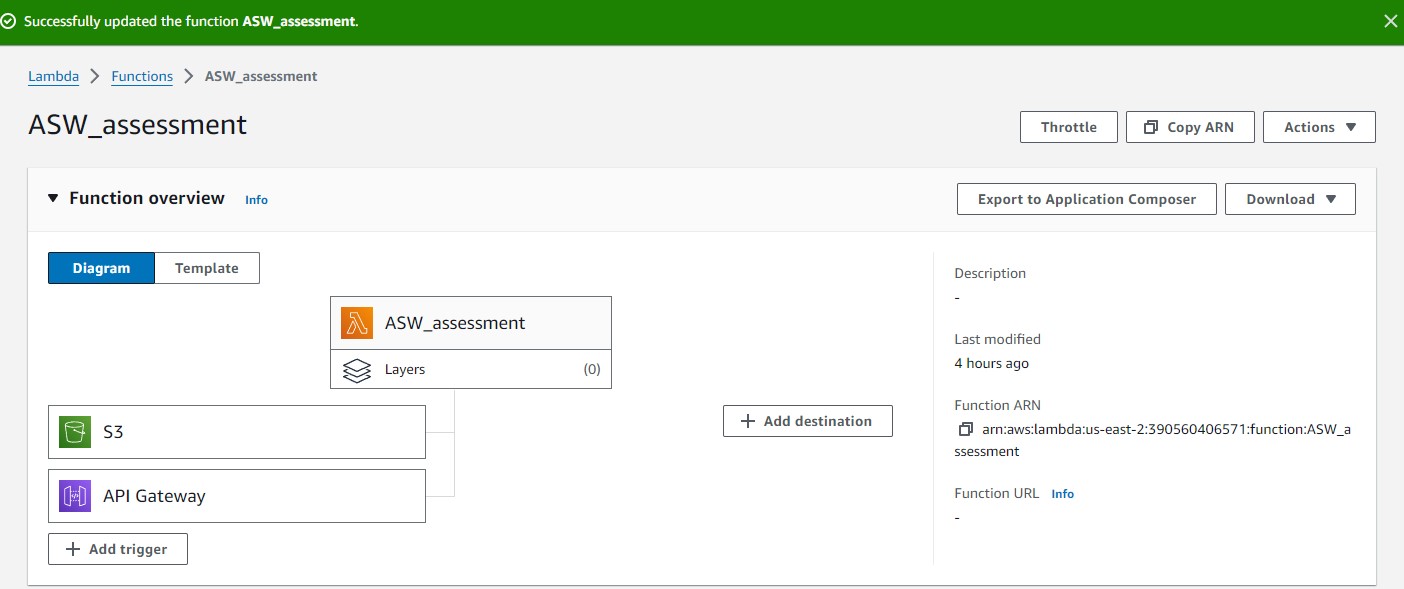 Successfully updated the function ASW_assessment.
Lambda Functions ASW_assessment
ASW_assessment
Throttle Copy ARN Actions
Function overview Info
Export to Application Composer Download
Diagram Template
ASW_assessment
Layers (0)
S3
API Gateway
Add trigger
Add destination
Description
-
Last modified
4 hours ago
Function ARN
arn:aws:lambda:us-east-2:390560406571:function:ASW_a
ssessment
Function URL Info
-